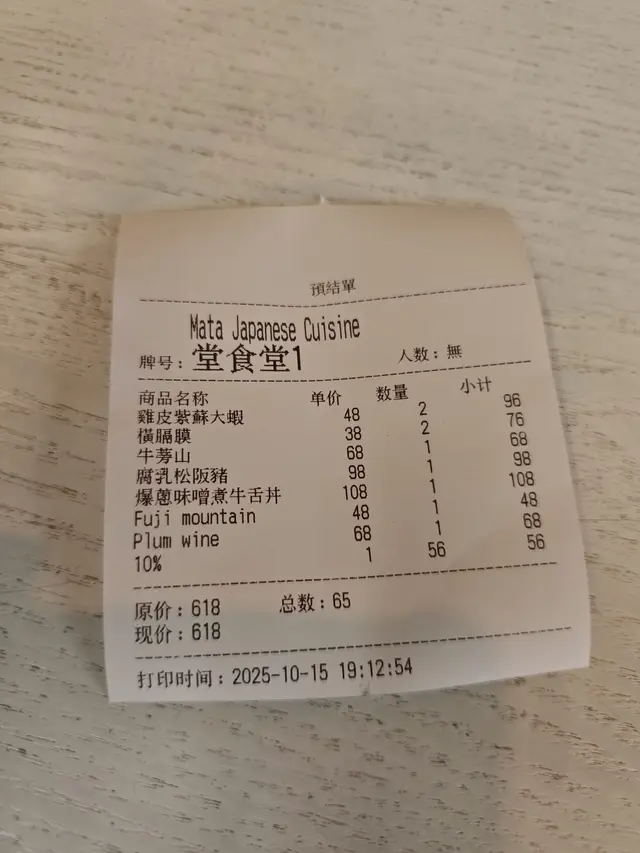 預結單
Mata Japanese Cuisine
牌号：堂食堂1 人数：無
商品名称 单价 数量 小计
雞皮紫蘇大蝦 48 2 96
橫膈膜 38 2 76
牛蒡山 68 1 68
腐乳松阪豬 98 1 98
爆蔥味噌煮牛舌丼 108 1 108
Fuji mountain 48 1 48
Plum wine 68 1 68
10% 1 56 56
原价：618 总数：65
现价：618
打印时间：2025-10-15 19:12:54